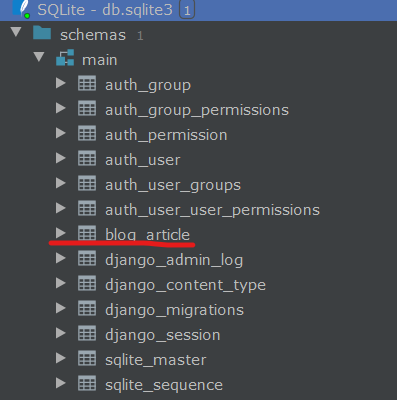 SQLite - db.sqlite3 1
schemas 1
main
auth_group
auth_group_permissions
auth_permission
auth_user
auth_user_groups
auth_user_user_permissions
blog_article
django_admin_log
django_content_type
django_migrations
django_session
sqlite_master
sqlite_sequence